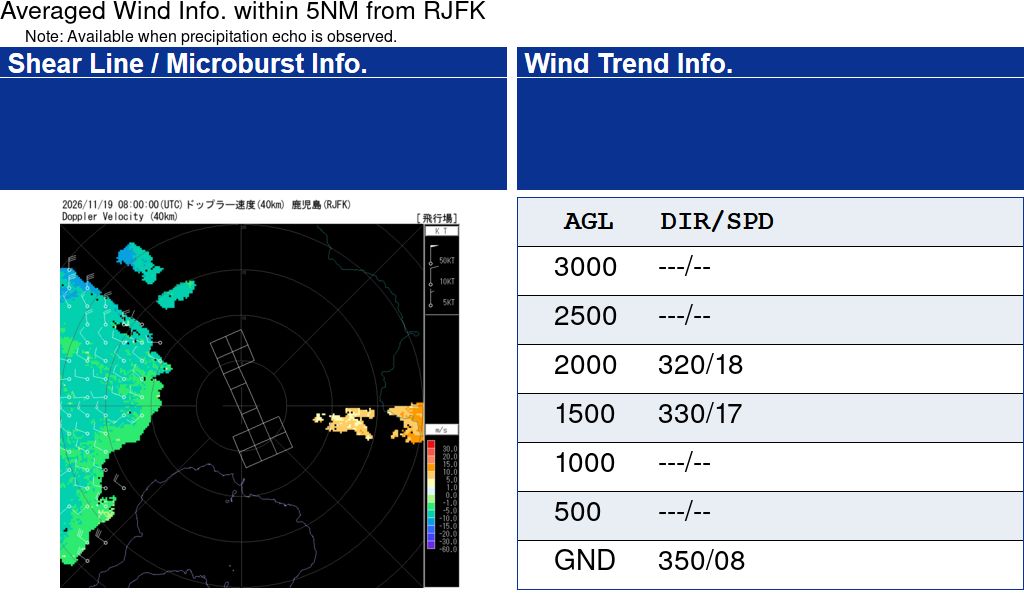 Averaged Wind Info. within 5NM from RJFK
Note: Available when precipitation echo is observed.
Shear Line / Microburst Info.
Wind Trend Info.
2026/11/19 08:00:00(UTC) ドップラー速度(40km) 鹿児島(RJFK)
Doppler Velocity (40km)
[飛行場]
KT
50KT
10KT
5KT
m/s
30.0
20.0
15.0
10.0
5.0
1.0
0.0
-1.0
-5.0
-10.0
-15.0
-20.0
-30.0
-60.0
AGL DIR/SPD
3000 ---/--
2500 ---/--
2000 320/18
1500 330/17
1000 ---/--
500 ---/--
GND 350/08